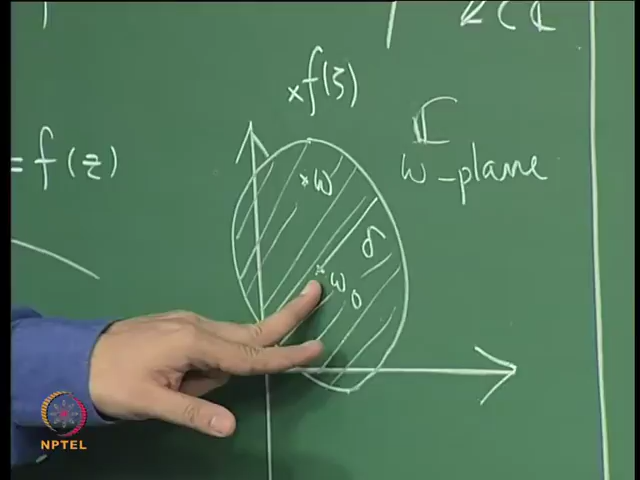 ×f(ζ)
ℂ
w-plane
= f(z)
×w
δ
×w₀
NPTEL